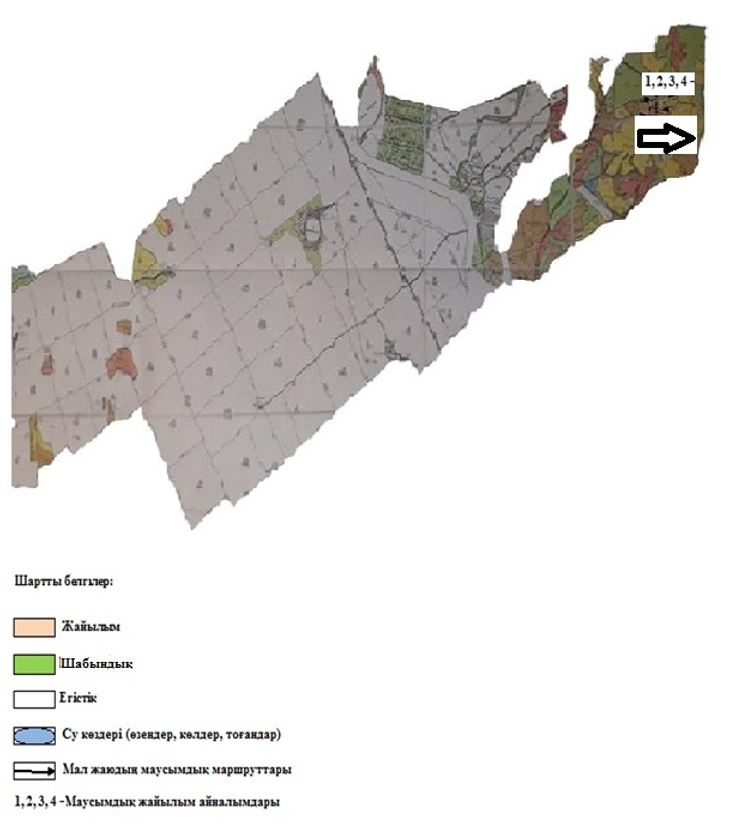 1, 2, 3, 4 -
Шартты белгілер:
Жайылым
Шабындық
Егістік
Су көздері (өзендер, көлдер, тоғандар)
Мал жаюдың маусымдық маршруттары
1, 2, 3, 4 -Маусымдық жайылым айналымдары